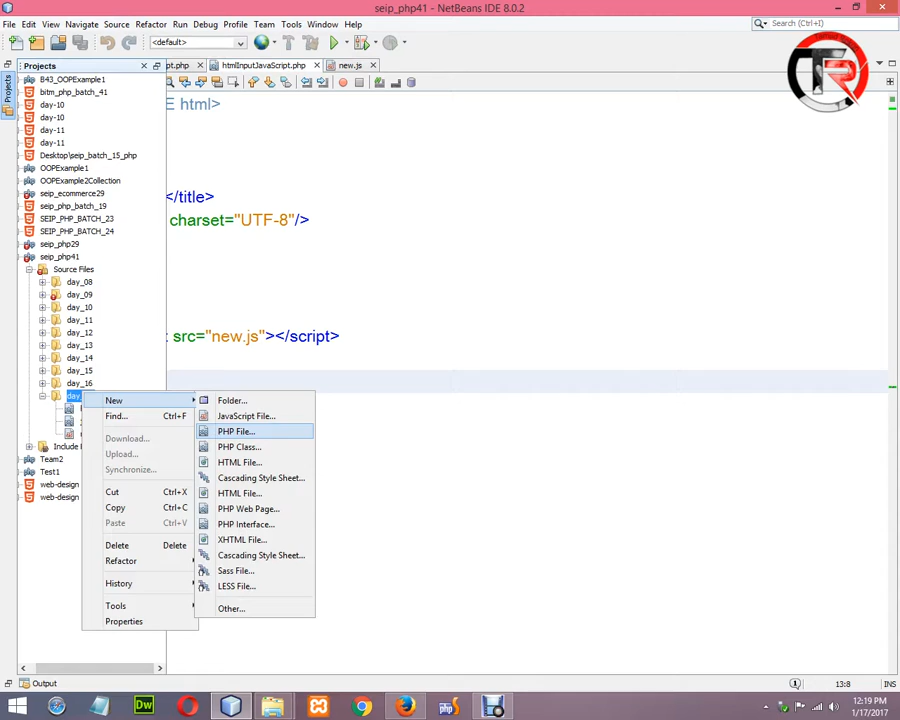 seip_php41 - NetBeans IDE 8.0.2
File Edit View Navigate Source Refactor Run Debug Profile Team Tools Window Help
<default>
Search (Ctrl+I)
Projects
pt.php
htmlInputJavaScript.php
new.js
Projects
B43_OOPExample1
bitm_php_batch_41
day-10
day-10
day-11
day-11
Desktop\seip_batch_15_php
OOPExample1
OOPExample2Collection
seip_ecommerce29
seip_php_batch_19
SEIP_PHP_BATCH_23
SEIP_PHP_BATCH_24
seip_php29
seip_php41
Source Files
day_08
day_09
day_10
day_11
day_12
day_13
day_14
day_15
day_16
day_
Include
Team2
Test1
web-design
web-design
E html>
</title>
charset="UTF-8"/>
src="new.js"></script>
New
Find... Ctrl+F
Download...
Upload...
Synchronize...
Cut Ctrl+X
Copy Ctrl+C
Paste Ctrl+V
Delete Delete
Refactor
History
Tools
Properties
Folder...
JavaScript File...
PHP File...
PHP Class...
HTML File...
Cascading Style Sheet...
HTML File...
PHP Web Page...
PHP Interface...
XHTML File...
Cascading Style Sheet...
Sass File...
LESS File...
Other...
Output
13:8 INS
12:19 PM
1/17/2017